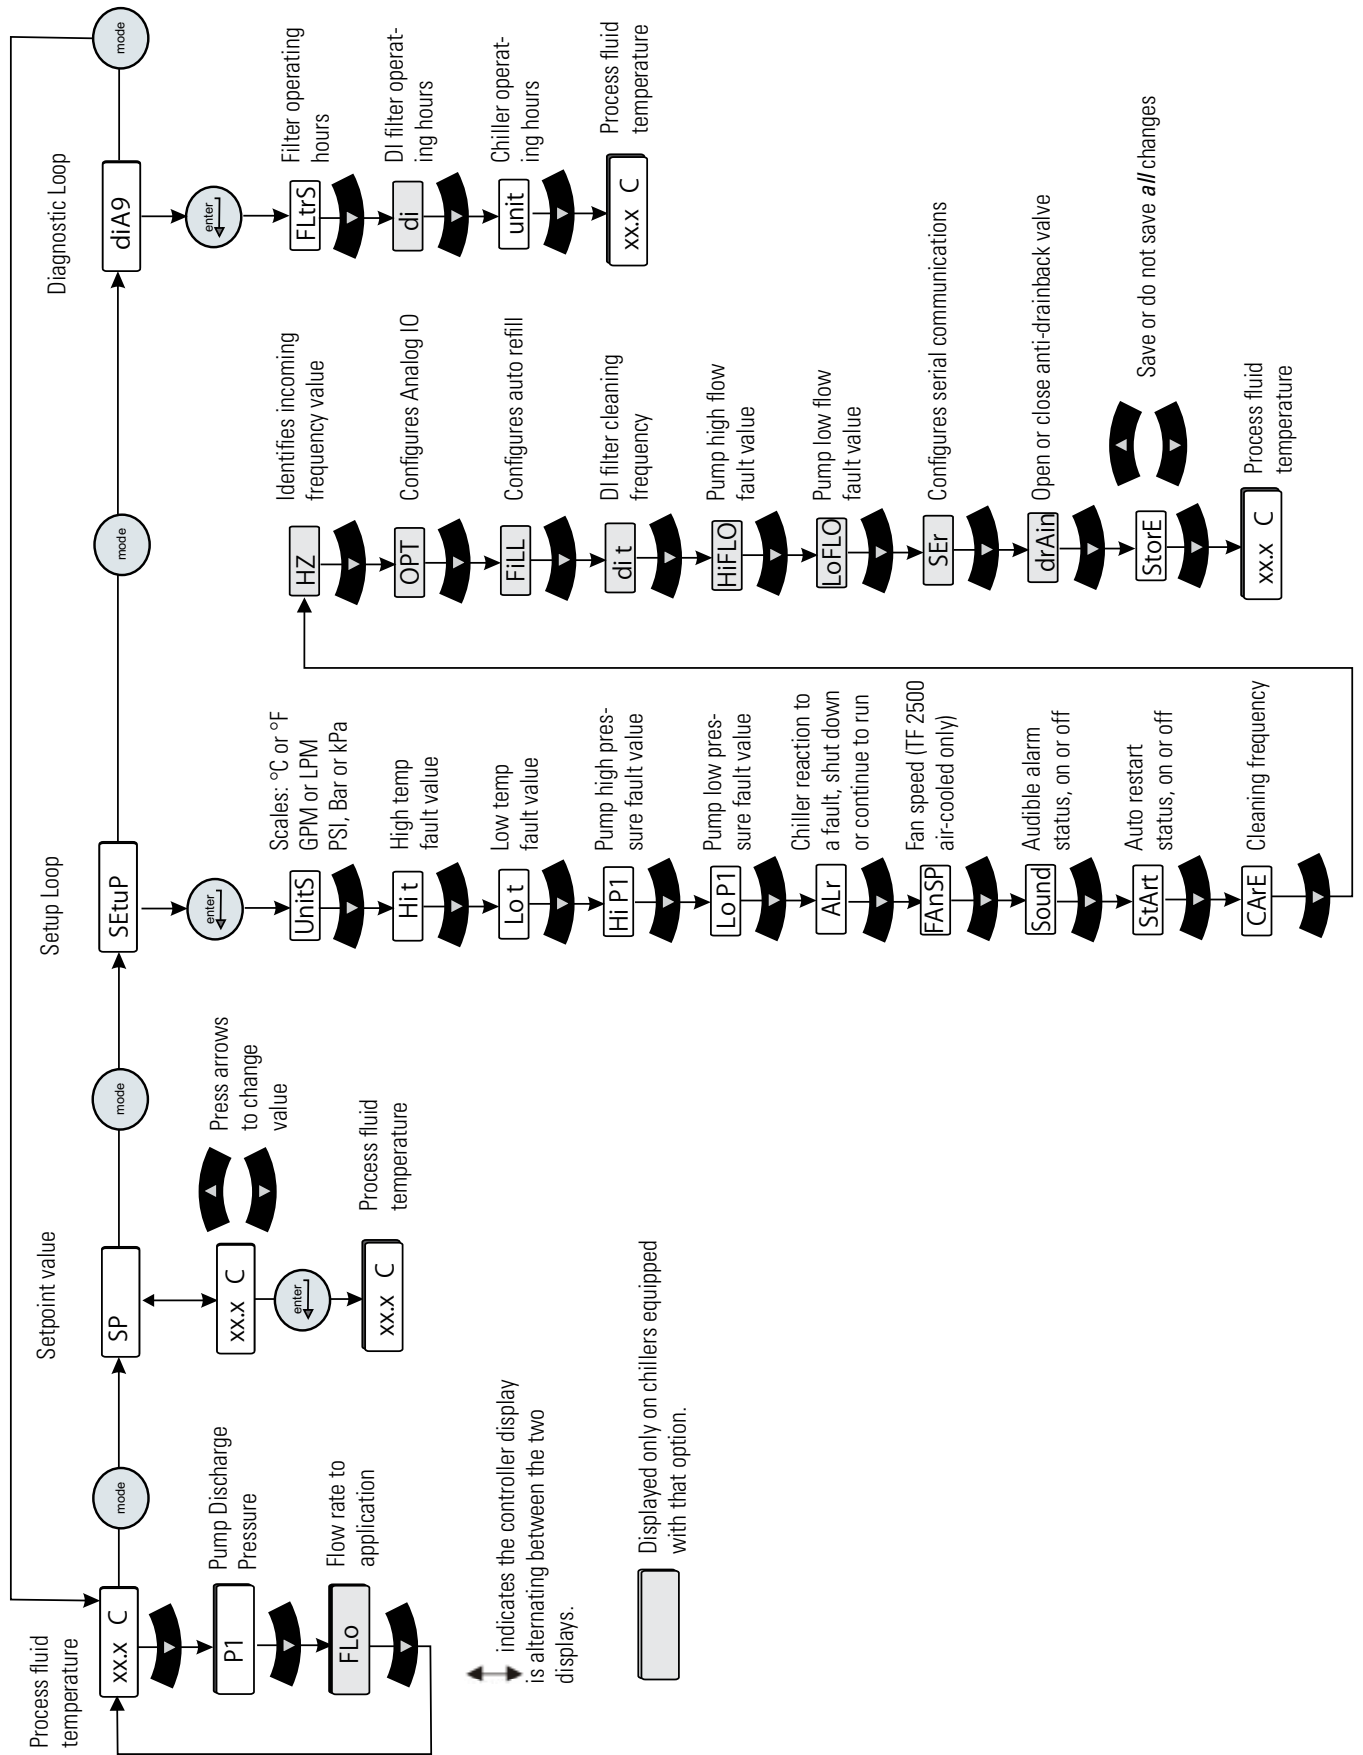 Process fluid
temperature
xx.x C
mode
P1
Pump Discharge
Pressure
FLo
Flow rate to
application
indicates the controller display
is alternating between the two
displays.
Displayed only on chillers equipped
with that option.
Setpoint value
SP
mode
xx.x C
Press arrows
to change
value
enter
xx.x C
Process fluid
temperature
Setup Loop
SEtuP
mode
enter
UnitS
Scales: °C or °F
GPM or LPM
PSI, Bar or kPa
Hi t
High temp
fault value
Lo t
Low temp
fault value
Hi P1
Pump high pres-
sure fault value
Lo P1
Pump low pres-
sure fault value
ALr
Chiller reaction to
a fault, shut down
or continue to run
FAnSP
Fan speed (TF 2500
air-cooled only)
Sound
Audible alarm
status, on or off
StArt
Auto restart
status, on or off
CArE
Cleaning frequency
HZ
Identifies incoming
frequency value
OPT
Configures Analog IO
FiLL
Configures auto refill
di t
DI filter cleaning
frequency
HiFLO
Pump high flow
fault value
LoFLO
Pump low flow
fault value
SEr
Configures serial communications
drAin
Open or close anti-drainback valve
StorE
Save or do not save all changes
xx.x C
Process fluid
temperature
Diagnostic Loop
diA9
mode
enter
FLtrS
Filter operating
hours
di
DI filter operat-
ing hours
unit
Chiller operat-
ing hours
xx.x C
Process fluid
temperature